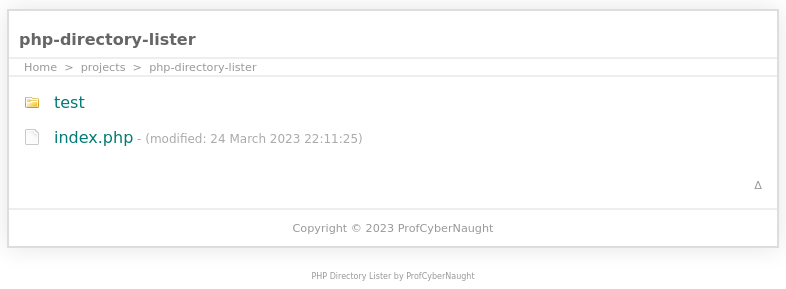 php-directory-lister
Home > projects > php-directory-lister
test
index.php - (modified: 24 March 2023 22:11:25)
Δ
Copyright © 2023 ProfCyberNaught
PHP Directory Lister by ProfCyberNaught